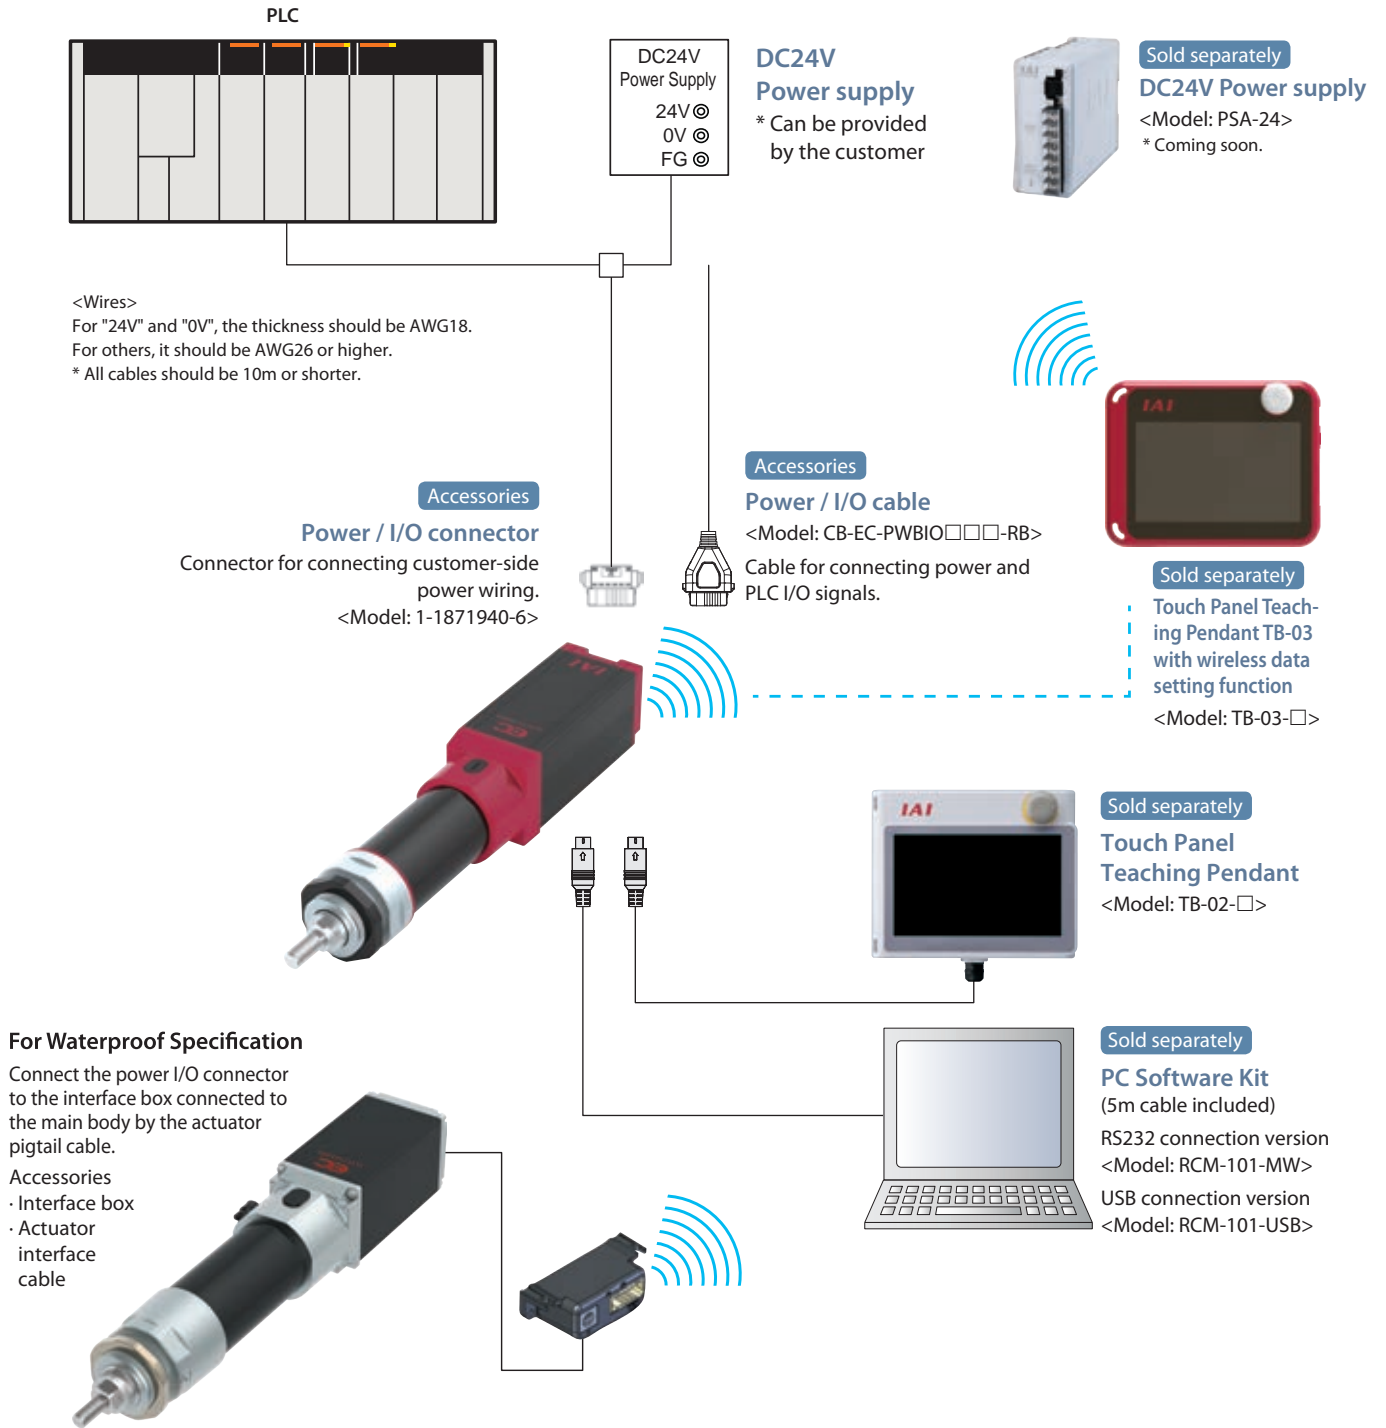 PLC
DC24V
Power Supply
24V
0V
FG
DC24V
Power supply
* Can be provided
by the customer
Sold separately
DC24V Power supply
<Model: PSA-24>
* Coming soon.
<Wires>
For "24V" and "0V", the thickness should be AWG18.
For others, it should be AWG26 or higher.
* All cables should be 10m or shorter.
IAI
IAI
Accessories
Power / I/O connector
Connector for connecting customer-side
power wiring.
<Model: 1-1871940-6>
Accessories
Power / I/O cable
<Model: CB-EC-PWBIO□□□-RB>
Cable for connecting power and
PLC I/O signals.
Sold separately
Touch Panel Teach-
ing Pendant TB-03
with wireless data
setting function
<Model: TB-03-□>
IAI
EC
IAI
Sold separately
Touch Panel
Teaching Pendant
<Model: TB-02-□>
For Waterproof Specification
Connect the power I/O connector
to the interface box connected to
the main body by the actuator
pigtail cable.
Accessories
· Interface box
· Actuator
interface
cable
EC
Sold separately
PC Software Kit
(5m cable included)
RS232 connection version
<Model: RCM-101-MW>
USB connection version
<Model: RCM-101-USB>